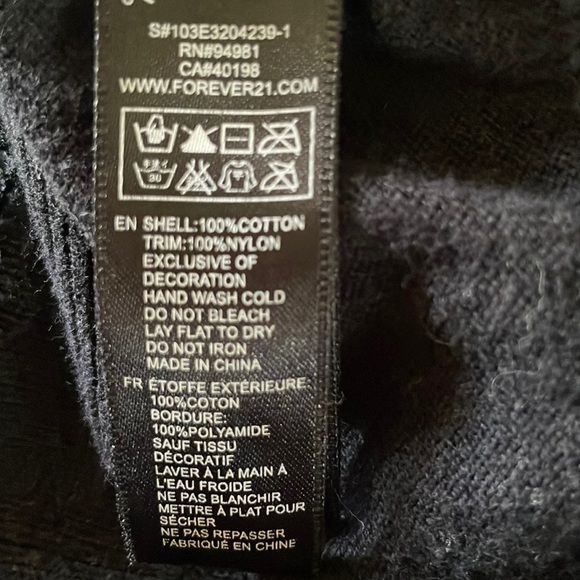 S#103E3204239-1
RN#94981
CA#40198
WWW.FOREVER21.COM
30
EN SHELL:100%COTTON
TRIM:100%NYLON
EXCLUSIVE OF
DECORATION
HAND WASH COLD
DO NOT BLEACH
LAY FLAT TO DRY
DO NOT IRON
MADE IN CHINA
FR ÉTOFFE EXTÉRIEURE:
100%COTON
BORDURE:
100%POLYAMIDE
SAUF TISSU
DÉCORATIF
LAVER À LA MAIN À
L'EAU FROIDE
NE PAS BLANCHIR
METTRE À PLAT POUR
SÉCHER
NE PAS REPASSER
FABRIQUÉ EN CHINE